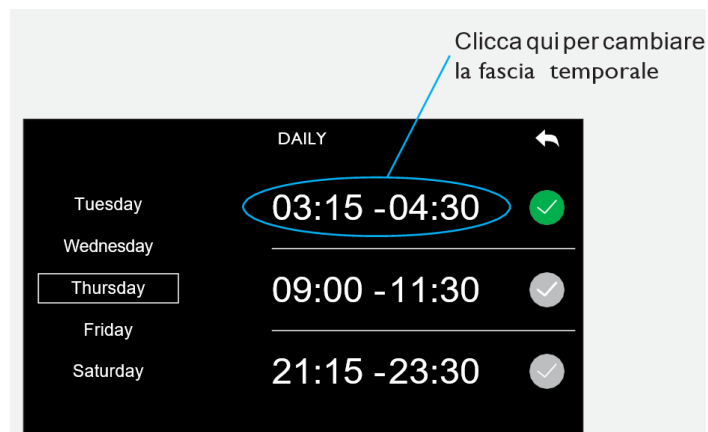 Clicca qui per cambiare
la fascia temporale
DAILY
Tuesday
Wednesday
Thursday
Friday
Saturday
03:15 -04:30
09:00 -11:30
21:15 -23:30